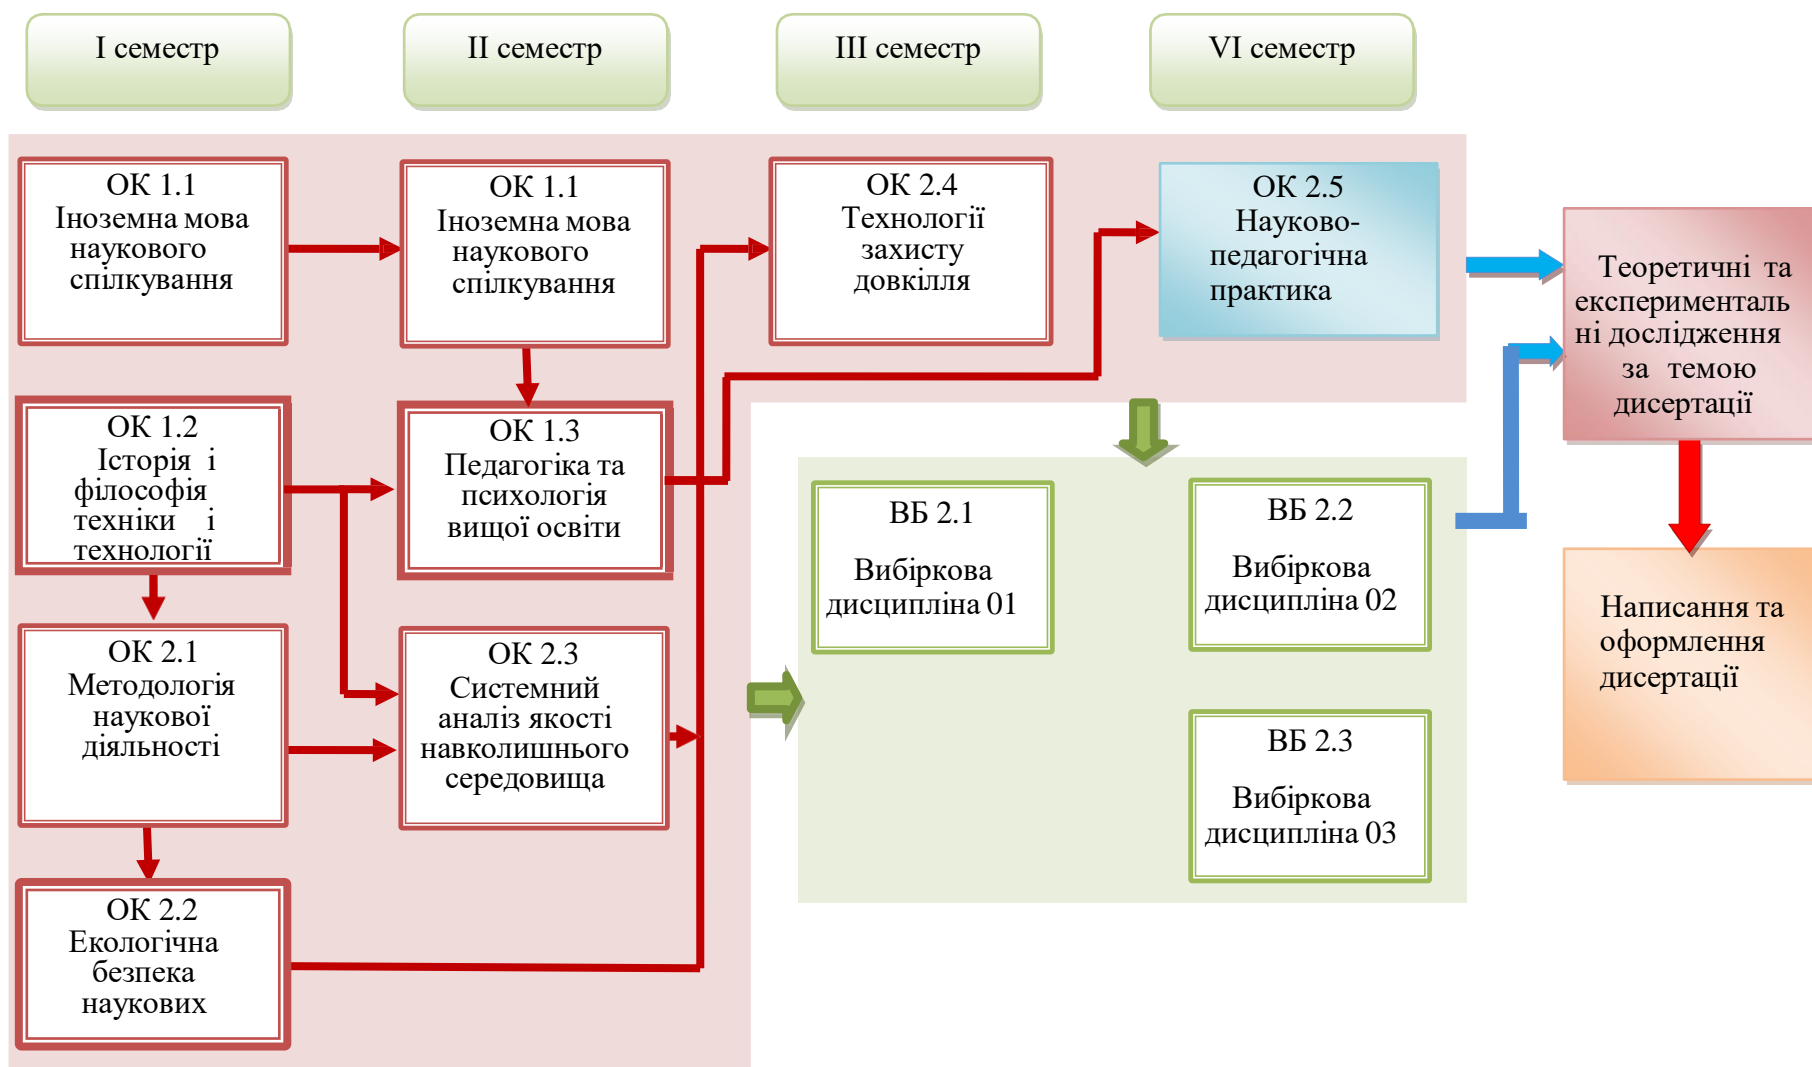 І семестр
ІІ семестр
ІІІ семестр
VI семестр
ОК 1.1
Іноземна мова
наукового
спілкування
ОК 1.1
Іноземна мова
наукового
спілкування
ОК 2.4
Технології
захисту
довкілля
ОК 2.5
Науково-
педагогічна
практика
Теоретичні та
експерименталь
ні дослідження
за темою
дисертації
ОК 1.2
Історія і
філософія
техніки і
технології
ОК 1.3
Педагогіка та
психологія
вищої освіти
ВБ 2.1
Вибіркова
дисципліна 01
ВБ 2.2
Вибіркова
дисципліна 02
Написання та
оформлення
дисертації
ОК 2.1
Методологія
наукової
діяльності
ОК 2.3
Системний
аналіз якості
навколишнього
середовища
ВБ 2.3
Вибіркова
дисципліна 03
ОК 2.2
Екологічна
безпека
наукових